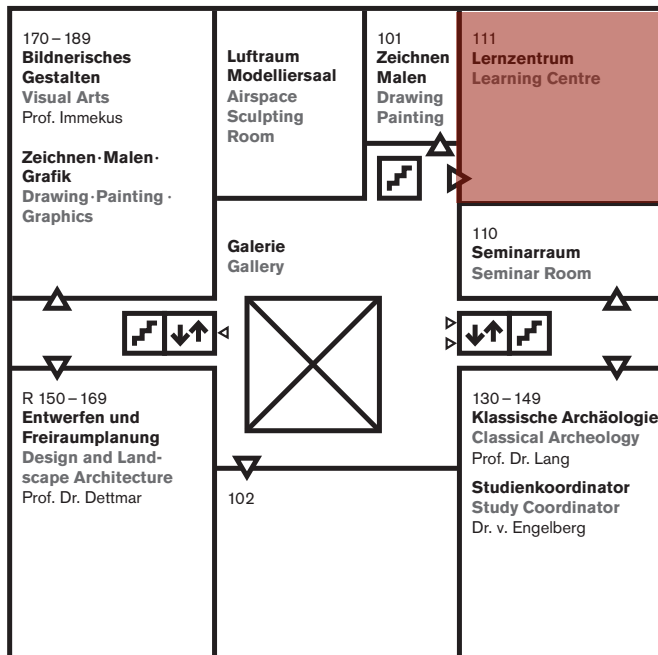 170 – 189
Bildnerisches
Gestalten
Visual Arts
Prof. Immekus
Zeichnen·Malen·
Grafik
Drawing·Painting ·
Graphics
Luftraum
Modelliersaal
Airspace
Sculpting
Room
101
Zeichnen
Malen
Drawing
Painting
111
Lernzentrum
Learning Centre
Galerie
Gallery
110
Seminarraum
Seminar Room
R 150 – 169
Entwerfen und
Freiraumplanung
Design and Land-
scape Architecture
Prof. Dr. Dettmar
102
130 – 149
Klassische Archäologie
Classical Archeology
Prof. Dr. Lang
Studienkoordinator
Study Coordinator
Dr. v. Engelberg